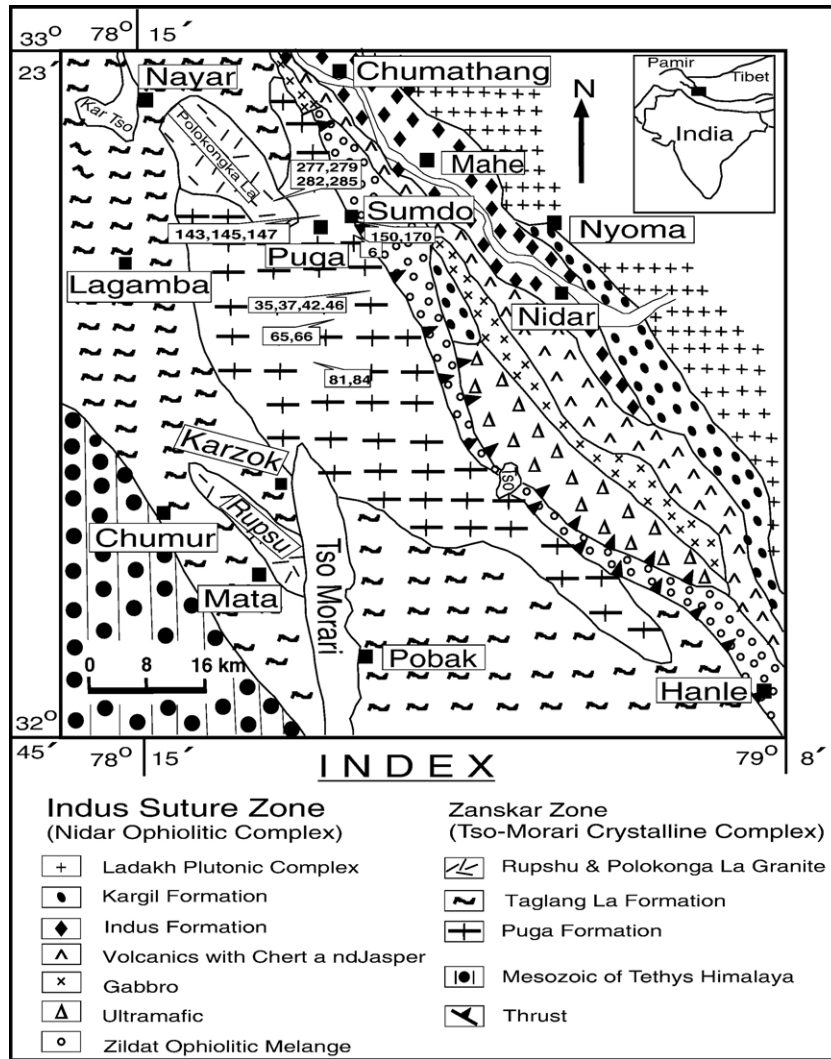 33° 78° 15´
23´
Pamir
Tibet
India
N
Nayar
Chumathang
Kar Tso
Polokongka La
Mahe
277,279
282,285
Sumdo
Nyoma
143,145,147
150,170
Puga
6
Lagamba
Nidar
35,37,42.46
65,66
81,84
Karzok
Tso
Rupsu
Chumur
Tso Morari
Mata
0 8 16 km
Pobak
Hanle
32°
45´ 78° 15´ 79° 8´
INDEX
Indus Suture Zone
(Nidar Ophiolitic Complex)
Ladakh Plutonic Complex
Kargil Formation
Indus Formation
Volcanics with Chert a ndJasper
Gabbro
Ultramafic
Zildat Ophiolitic Melange
Zanskar Zone
(Tso-Morari Crystalline Complex)
Rupshu & Polokonga La Granite
Taglang La Formation
Puga Formation
Mesozoic of Tethys Himalaya
Thrust